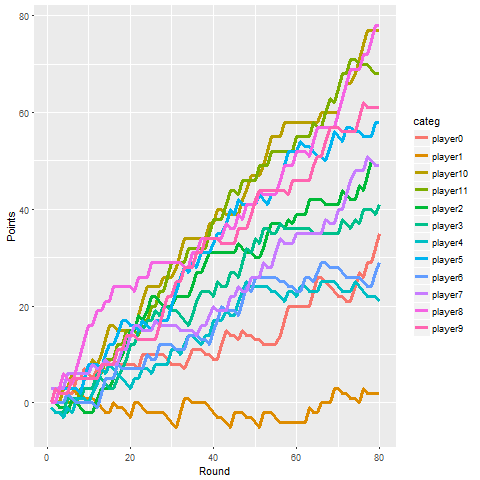 80
60
40
20
0
Points
0
20
40
60
80
Round
categ
player0
player1
player10
player11
player2
player3
player4
player5
player6
player7
player8
player9